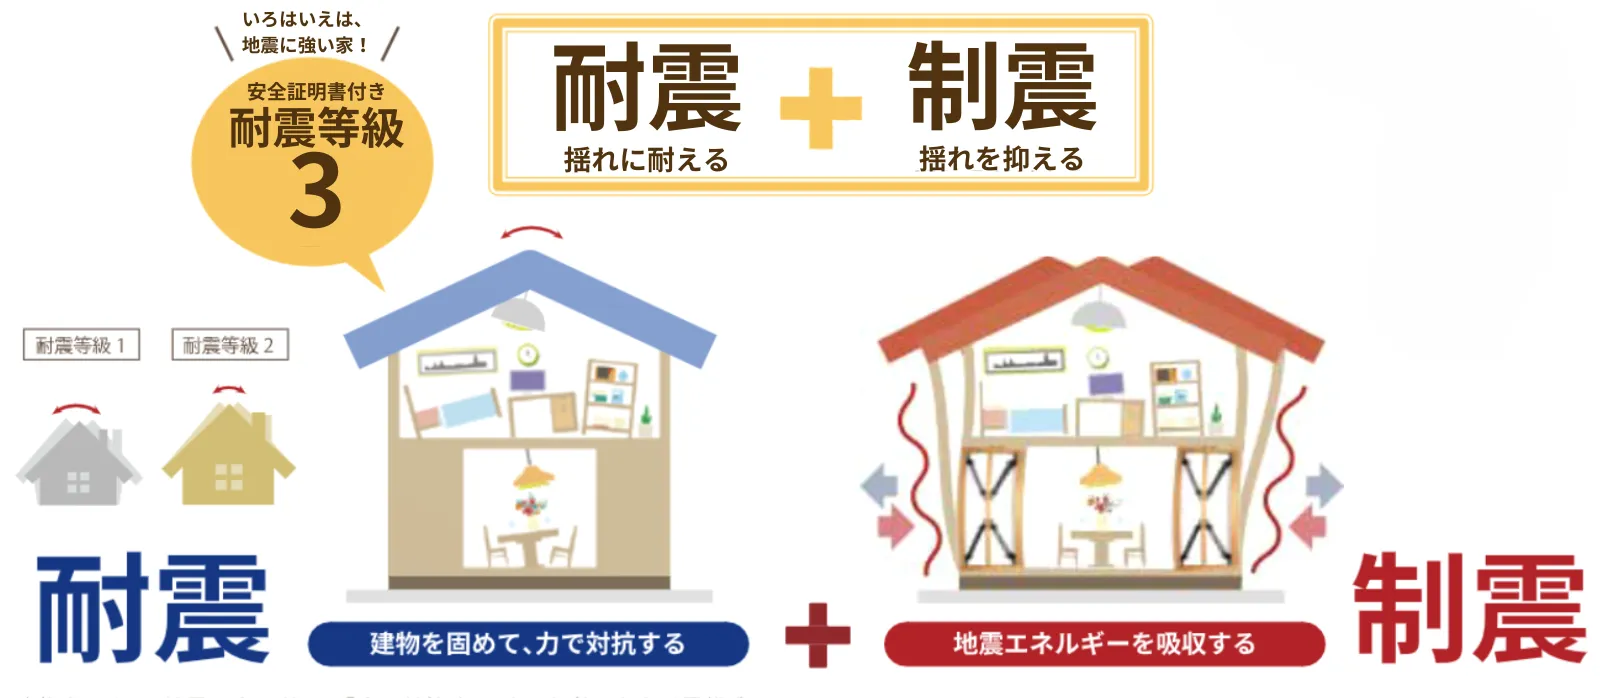 いろはいえは、
地震に強い家！
安全証明書付き
耐震等級
3
耐震
揺れに耐える
制震
揺れを抑える
耐震等級 1
耐震等級 2
耐震
建物を固めて、力で対抗する
地震エネルギーを吸収する
制震